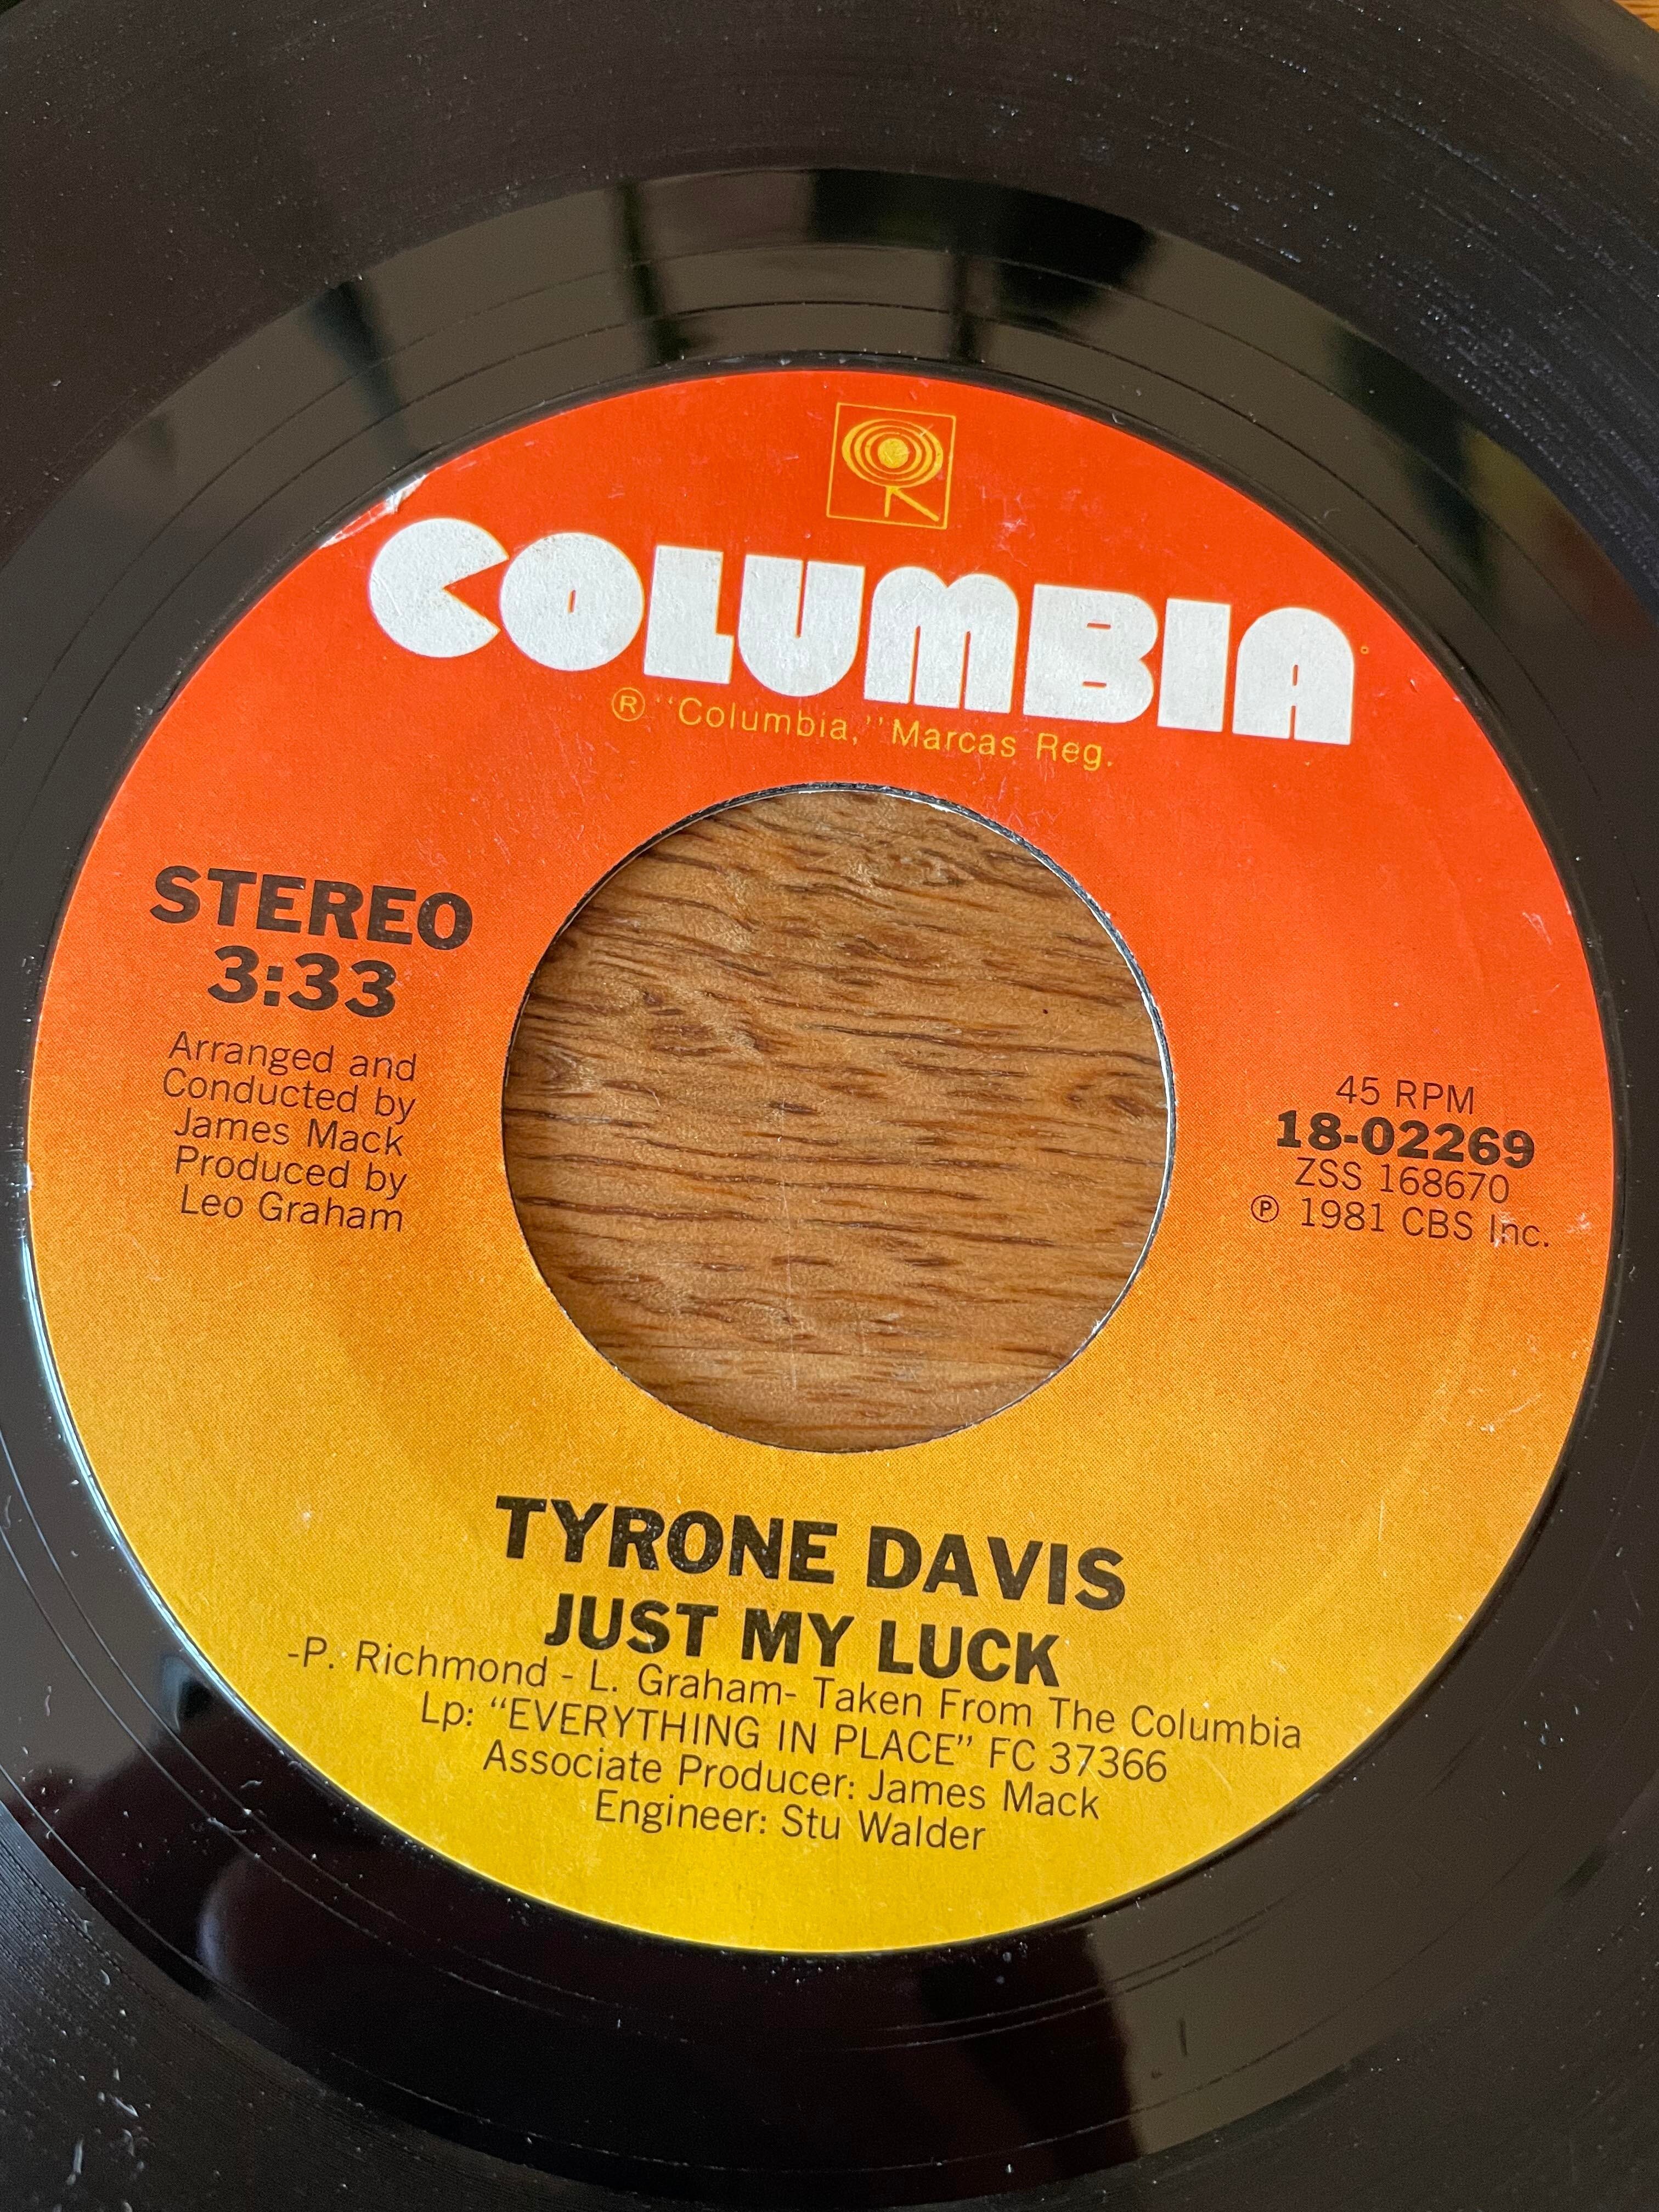 COLUMBIA
® "Columbia," Marcas Reg.
STEREO
3:33
Arranged and
Conducted by
James Mack
Produced by
Leo Graham
45 RPM
18-02269
ZSS 168670
℗ 1981 CBS Inc.
TYRONE DAVIS
JUST MY LUCK
-P. Richmond - L. Graham- Taken From The Columbia
Lp: “EVERYTHING IN PLACE” FC 37366
Associate Producer: James Mack
Engineer: Stu Walder